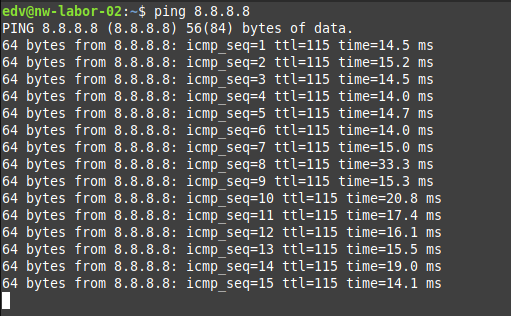 edv@nw-labor-02:~$ ping 8.8.8.8
PING 8.8.8.8 (8.8.8.8) 56(84) bytes of data.
64 bytes from 8.8.8.8: icmp_seq=1 ttl=115 time=14.5 ms
64 bytes from 8.8.8.8: icmp_seq=2 ttl=115 time=15.2 ms
64 bytes from 8.8.8.8: icmp_seq=3 ttl=115 time=14.5 ms
64 bytes from 8.8.8.8: icmp_seq=4 ttl=115 time=14.0 ms
64 bytes from 8.8.8.8: icmp_seq=5 ttl=115 time=14.7 ms
64 bytes from 8.8.8.8: icmp_seq=6 ttl=115 time=14.0 ms
64 bytes from 8.8.8.8: icmp_seq=7 ttl=115 time=15.0 ms
64 bytes from 8.8.8.8: icmp_seq=8 ttl=115 time=33.3 ms
64 bytes from 8.8.8.8: icmp_seq=9 ttl=115 time=15.3 ms
64 bytes from 8.8.8.8: icmp_seq=10 ttl=115 time=20.8 ms
64 bytes from 8.8.8.8: icmp_seq=11 ttl=115 time=17.4 ms
64 bytes from 8.8.8.8: icmp_seq=12 ttl=115 time=16.1 ms
64 bytes from 8.8.8.8: icmp_seq=13 ttl=115 time=15.5 ms
64 bytes from 8.8.8.8: icmp_seq=14 ttl=115 time=19.0 ms
64 bytes from 8.8.8.8: icmp_seq=15 ttl=115 time=14.1 ms